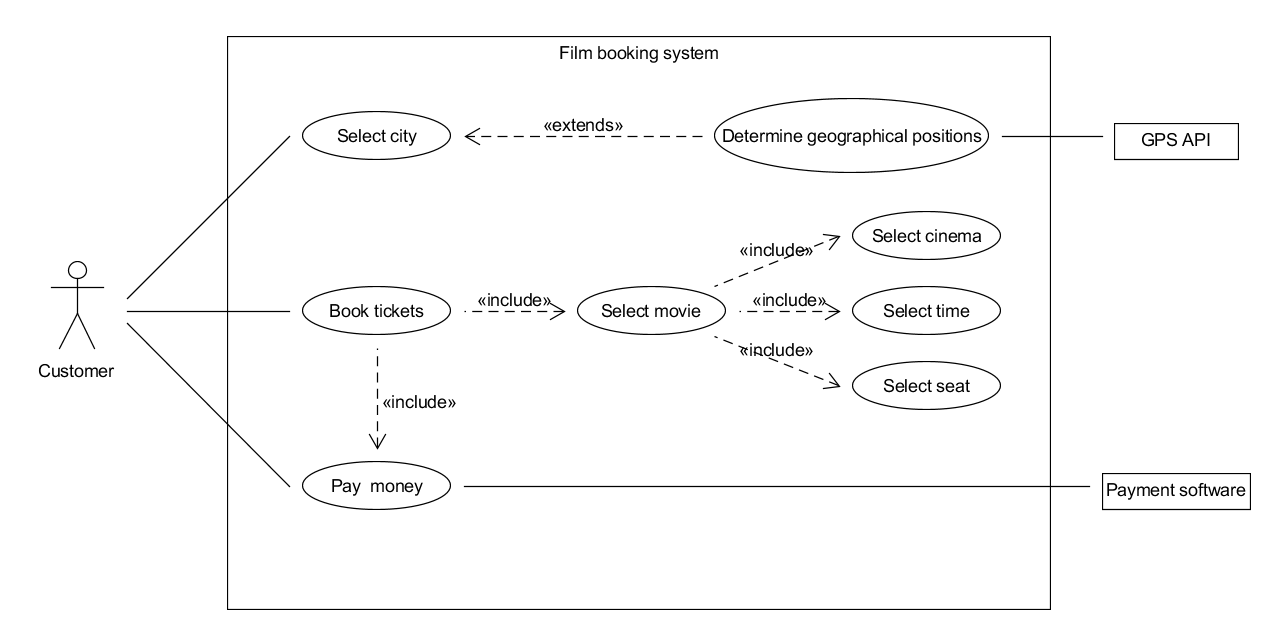 Film booking system
Select city
«extends»
Determine geographical positions
GPS API
Select cinema
«include»
Book tickets
«include»
Select movie
«include»
Select time
«include»
Select seat
Customer
«include»
Pay  money
Payment software